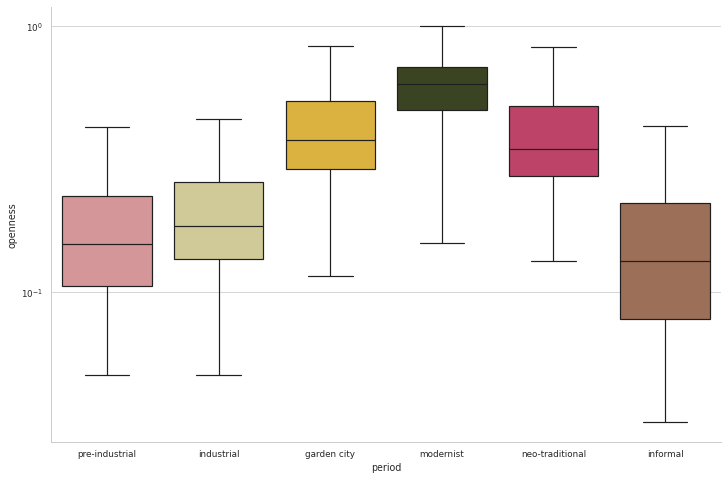 openness
10⁰
10⁻¹
pre-industrial
industrial
garden city
modernist
neo-traditional
informal
period